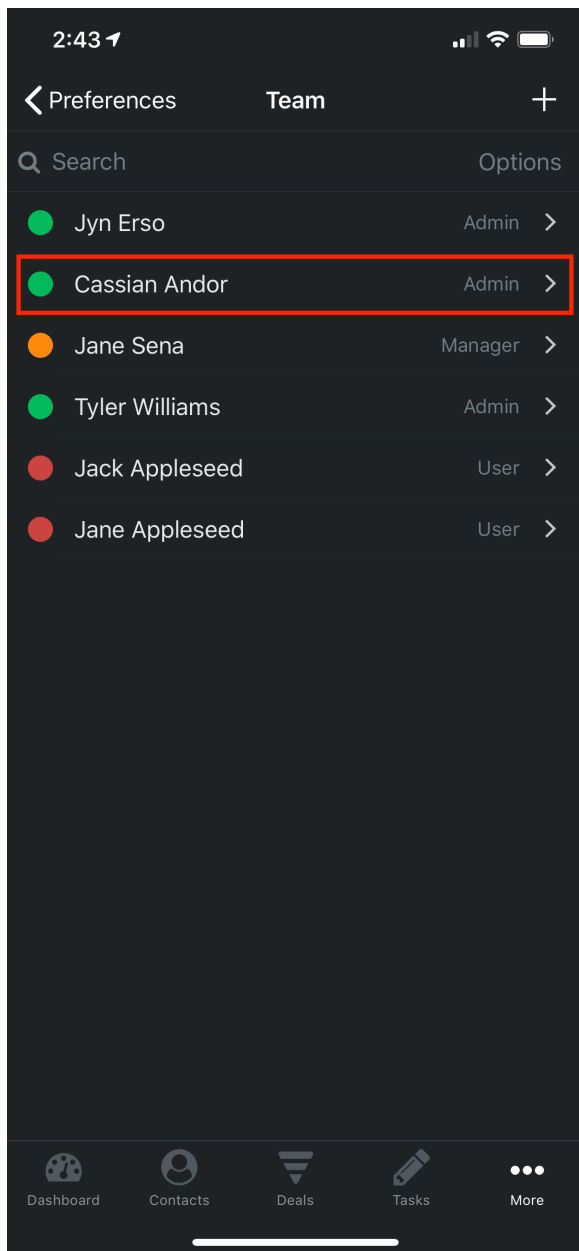 2:43
Preferences Team +
Search Options
Jyn Erso Admin
Cassian Andor Admin
Jane Sena Manager
Tyler Williams Admin
Jack Appleseed User
Jane Appleseed User
Dashboard Contacts Deals Tasks More